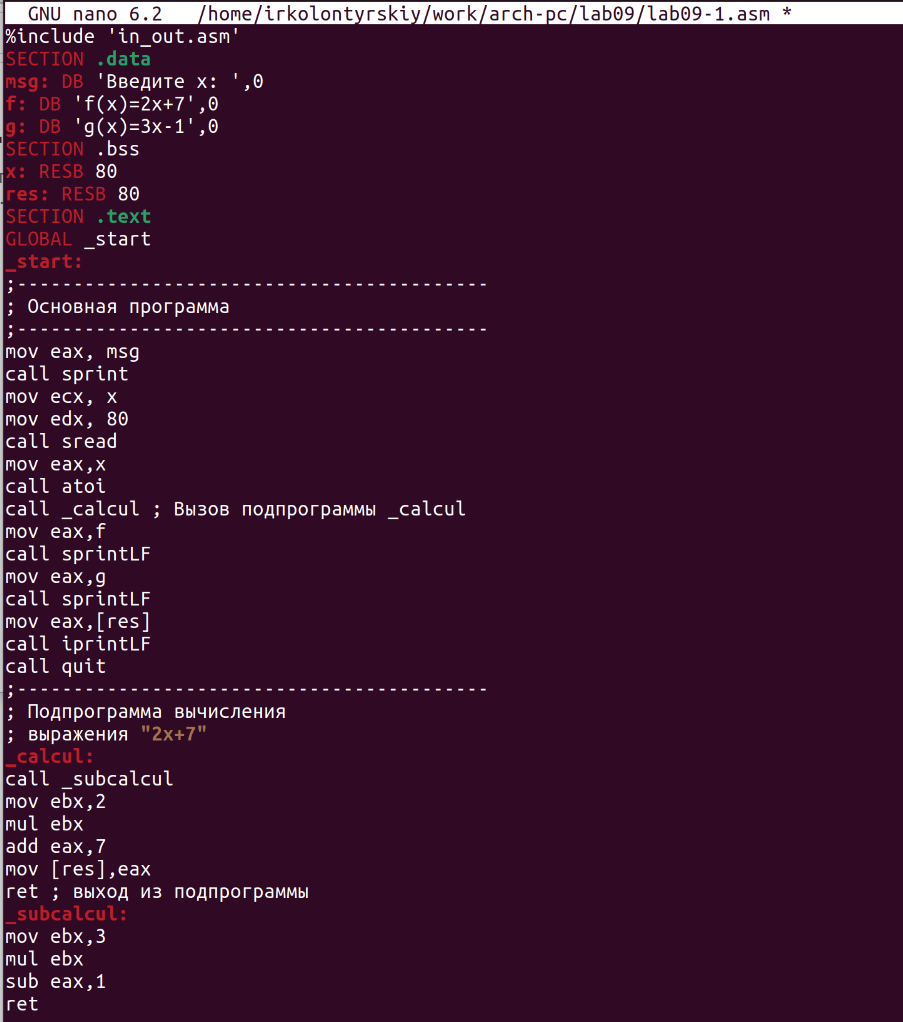 GNU nano 6.2 /home/irkolontyrskiy/work/arch-pc/lab09/lab09-1.asm *
%include 'in_out.asm'
SECTION .data
msg: DB 'Введите x: ',0
f: DB 'f(x)=2x+7',0
g: DB 'g(x)=3x-1',0
SECTION .bss
x: RESB 80
res: RESB 80
SECTION .text
GLOBAL _start
_start:
;------------------------------------------
; Основная программа
;------------------------------------------
mov eax, msg
call sprint
mov ecx, x
mov edx, 80
call sread
mov eax,x
call atoi
call _calcul ; Вызов подпрограммы _calcul
mov eax,f
call sprintLF
mov eax,g
call sprintLF
mov eax,[res]
call iprintLF
call quit
;------------------------------------------
; Подпрограмма вычисления
; выражения "2x+7"
_calcul:
call _subcalcul
mov ebx,2
mul ebx
add eax,7
mov [res],eax
ret ; выход из подпрограммы
_subcalcul:
mov ebx,3
mul ebx
sub eax,1
ret